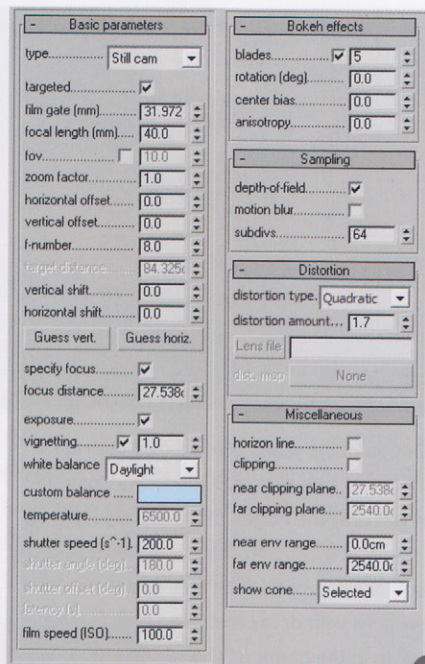 - Basic parameters
type............. Still cam
targeted.................
film gate (mm)...... 31.972
focal length (mm)..... 40.0
fov.................. 10.0
zoom factor........... 1.0
horizontal offset...... 0.0
vertical offset........ 0.0
f-number............... 8.0
target distance....... 84.325c
vertical shift.......... 0.0
horizontal shift....... 0.0
Guess vert. Guess horiz.
specify focus............
focus distance....... 27.538c
exposure................
vignetting........... 1.0
white balance Daylight
custom balance ......
temperature.......... 6500.0
shutter speed (s^-1). 200.0
shutter angle (deg). 180.0
shutter offset (deg). 0.0
latency (s)............ 0.0
film speed (ISO)....... 100.0
- Bokeh effects
blades................ 5
rotation (deg)......... 0.0
center bias............ 0.0
anisotropy............. 0.0
- Sampling
depth-of-field..........
motion blur.............
subdivs................ 64
- Distortion
distortion type. Quadratic
distortion amount... 1.7
Lens file
disc. map None
- Miscellaneous
horizon line..............
clipping..................
near clipping plane... 27.538c
far clipping plane.... 2540.0c
near env range....... 0.0cm
far env range......... 2540.0c
show cone....... Selected